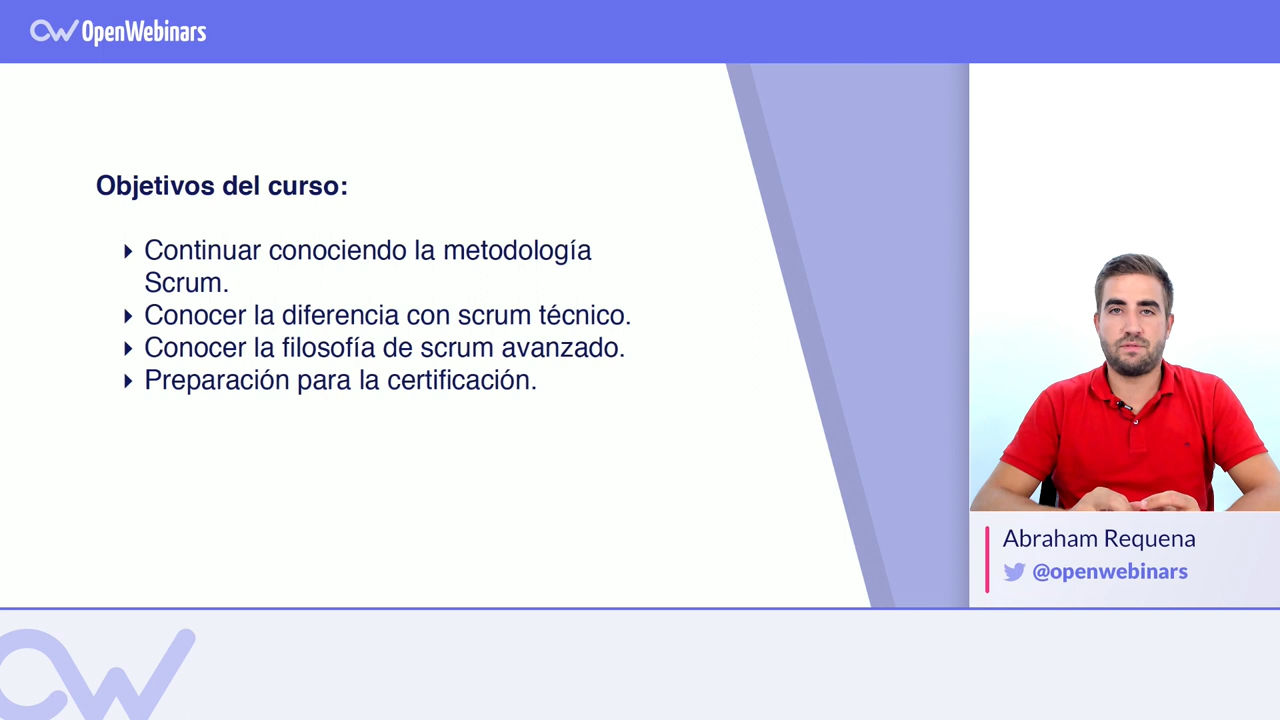 OpenWebinars
Objetivos del curso:
Continuar conociendo la metodología
Scrum.
Conocer la diferencia con scrum técnico.
Conocer la filosofía de scrum avanzado.
Preparación para la certificación.
Abraham Requena
@openwebinars